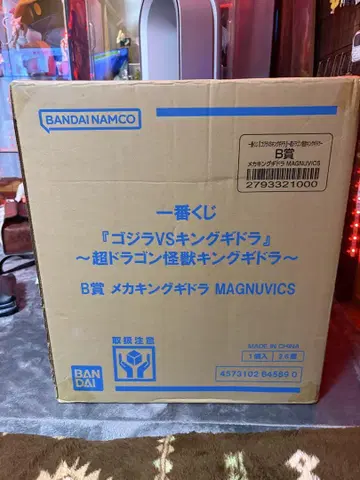 BANDAI NAMCO
B賞
メカキングギドラ MAGNUVICS
2793321000
一番くじ
『ゴジラVSキングギドラ』
～超ドラゴン怪獣キングギドラ～
B賞 メカキングギドラ MAGNUVICS
取扱注意
MADE IN CHINA
1個入
BAN
DAI
4573102 64589 0